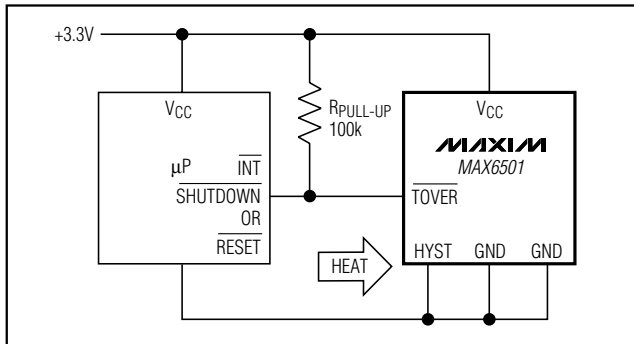 +3.3V
VCC
RPULL-UP
100k
VCC
MAXIM
MAX6501
μP
INT
SHUTDOWN
OR
RESET
TOVER
HEAT
HYST GND GND